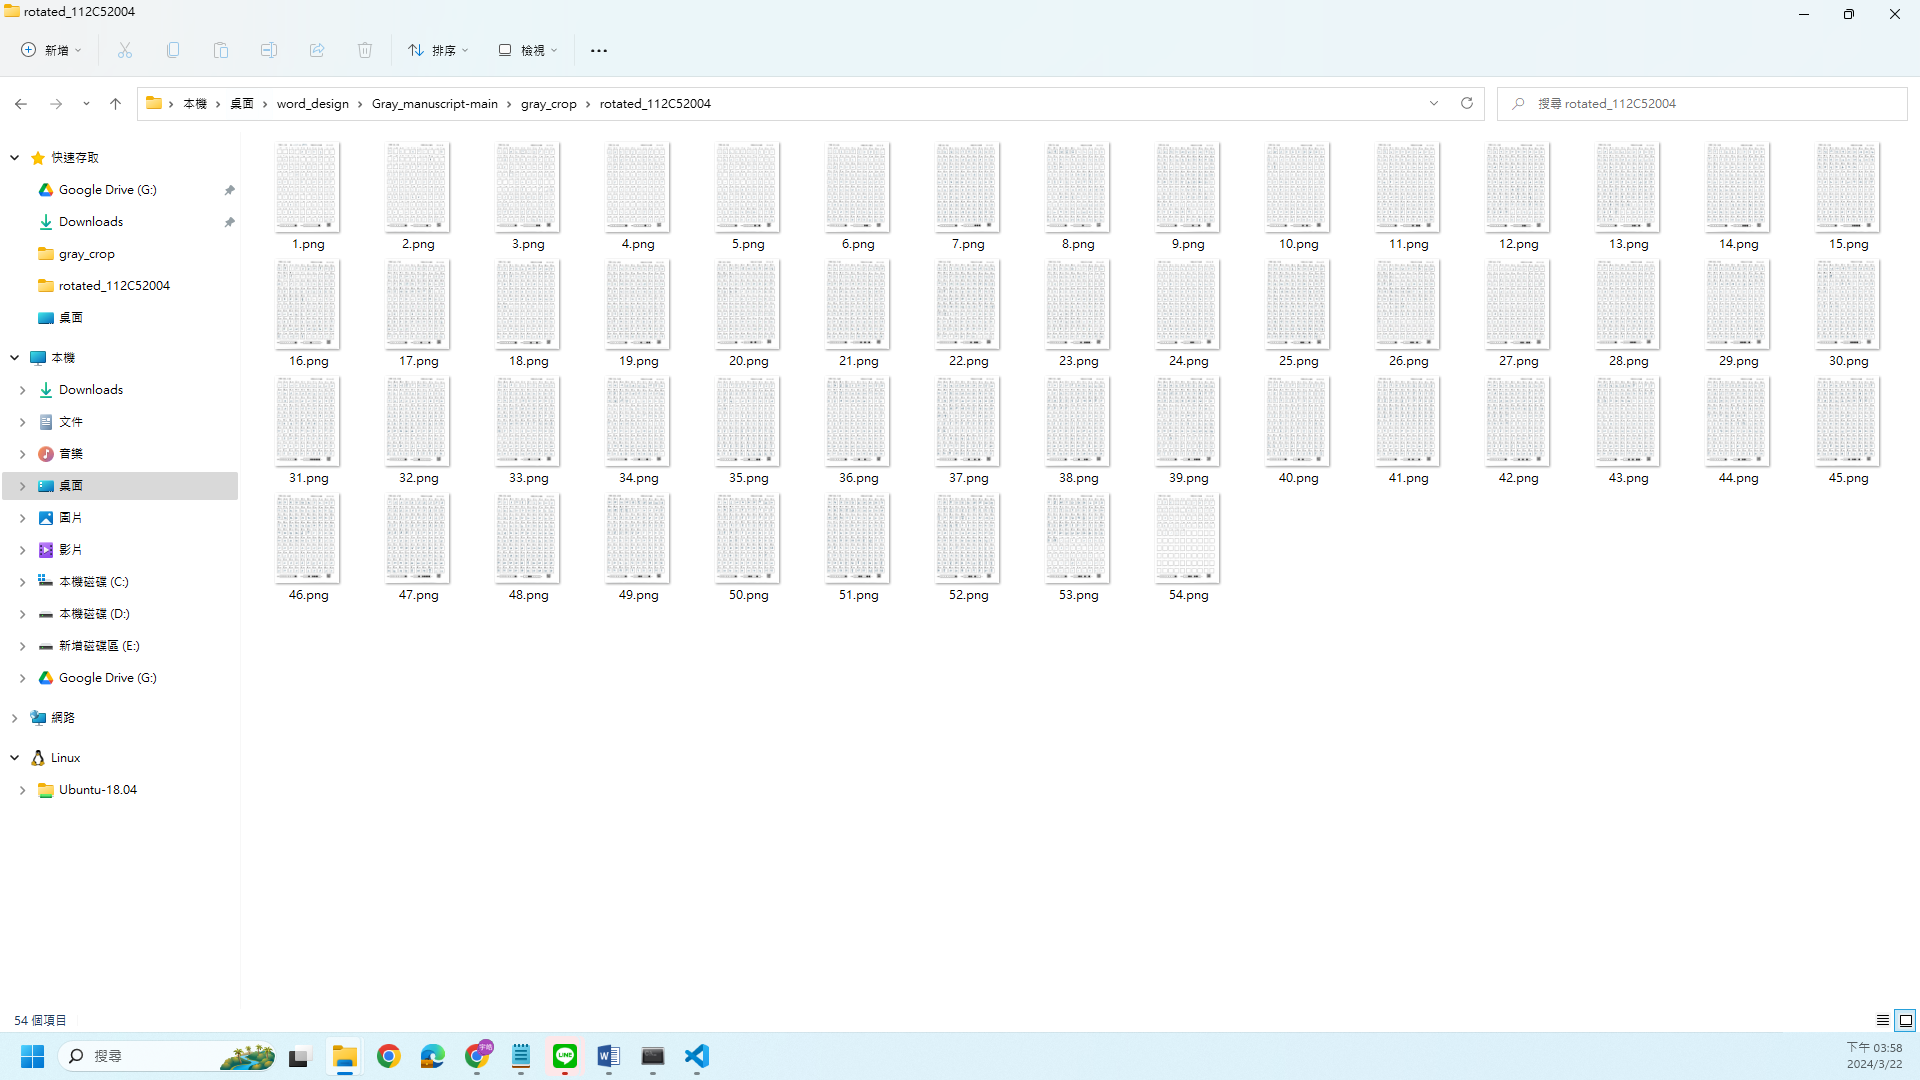 rotated_112C52004
新增
排序
檢視
本機 桌面 word_design Gray_manuscript-main gray_crop rotated_112C52004
搜尋 rotated_112C52004
快速存取
Google Drive (G:)
Downloads
gray_crop
rotated_112C52004
桌面
本機
Downloads
文件
音樂
桌面
圖片
影片
本機磁碟 (C:)
本機磁碟 (D:)
新增磁碟區 (E:)
Google Drive (G:)
網路
Linux
Ubuntu-18.04
1.png 2.png 3.png 4.png 5.png 6.png 7.png 8.png 9.png 10.png 11.png 12.png 13.png 14.png 15.png
16.png 17.png 18.png 19.png 20.png 21.png 22.png 23.png 24.png 25.png 26.png 27.png 28.png 29.png 30.png
31.png 32.png 33.png 34.png 35.png 36.png 37.png 38.png 39.png 40.png 41.png 42.png 43.png 44.png 45.png
46.png 47.png 48.png 49.png 50.png 51.png 52.png 53.png 54.png
54 個項目
搜尋
宇皓
LINE
下午 03:58
2024/3/22